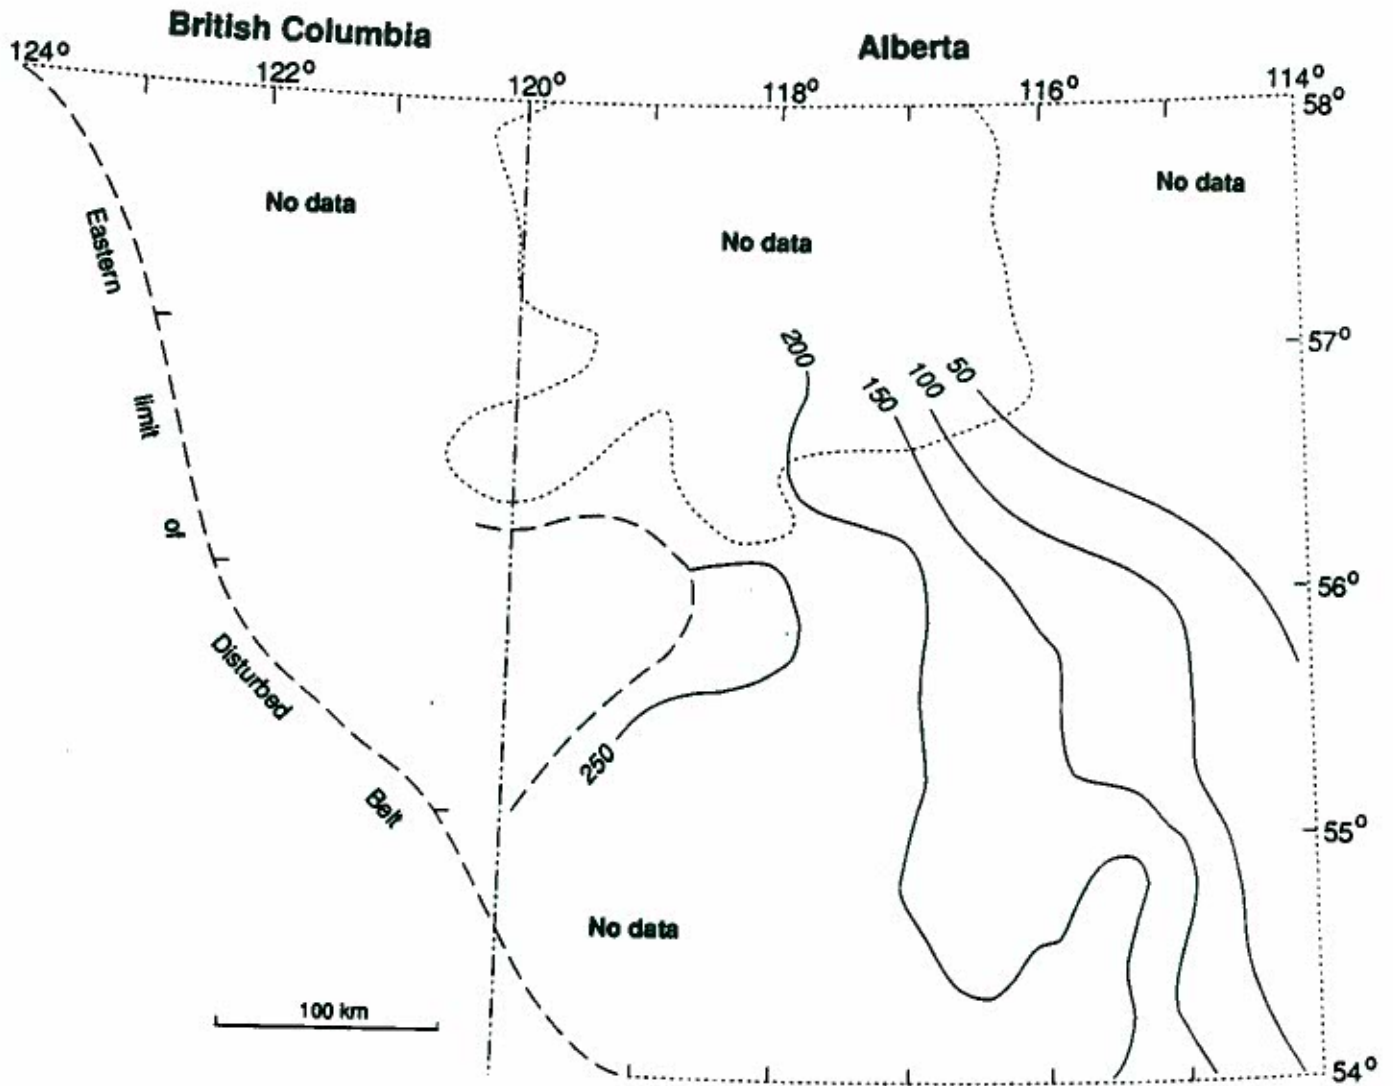 British Columbia
Alberta
124°
122°
120°
118°
116°
114°
58°
No data
No data
No data
Eastern
limit
of
Disturbed
Belt
57°
200
150
100
50
56°
250
55°
No data
100 km
54°